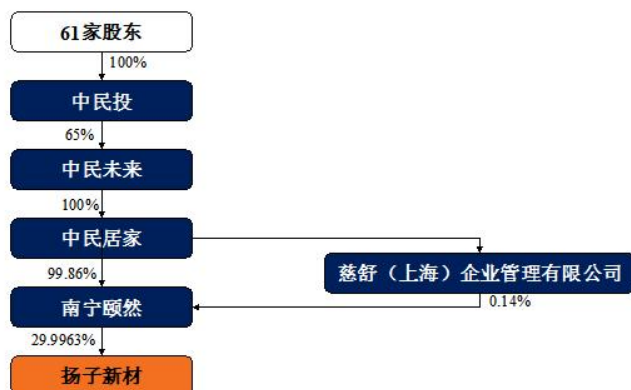 61家股东
100%
中民投
65%
中民未来
100%
中民居家
99.86%
慈舒（上海）企业管理有限公司
0.14%
南宁颐然
29.9963%
扬子新材